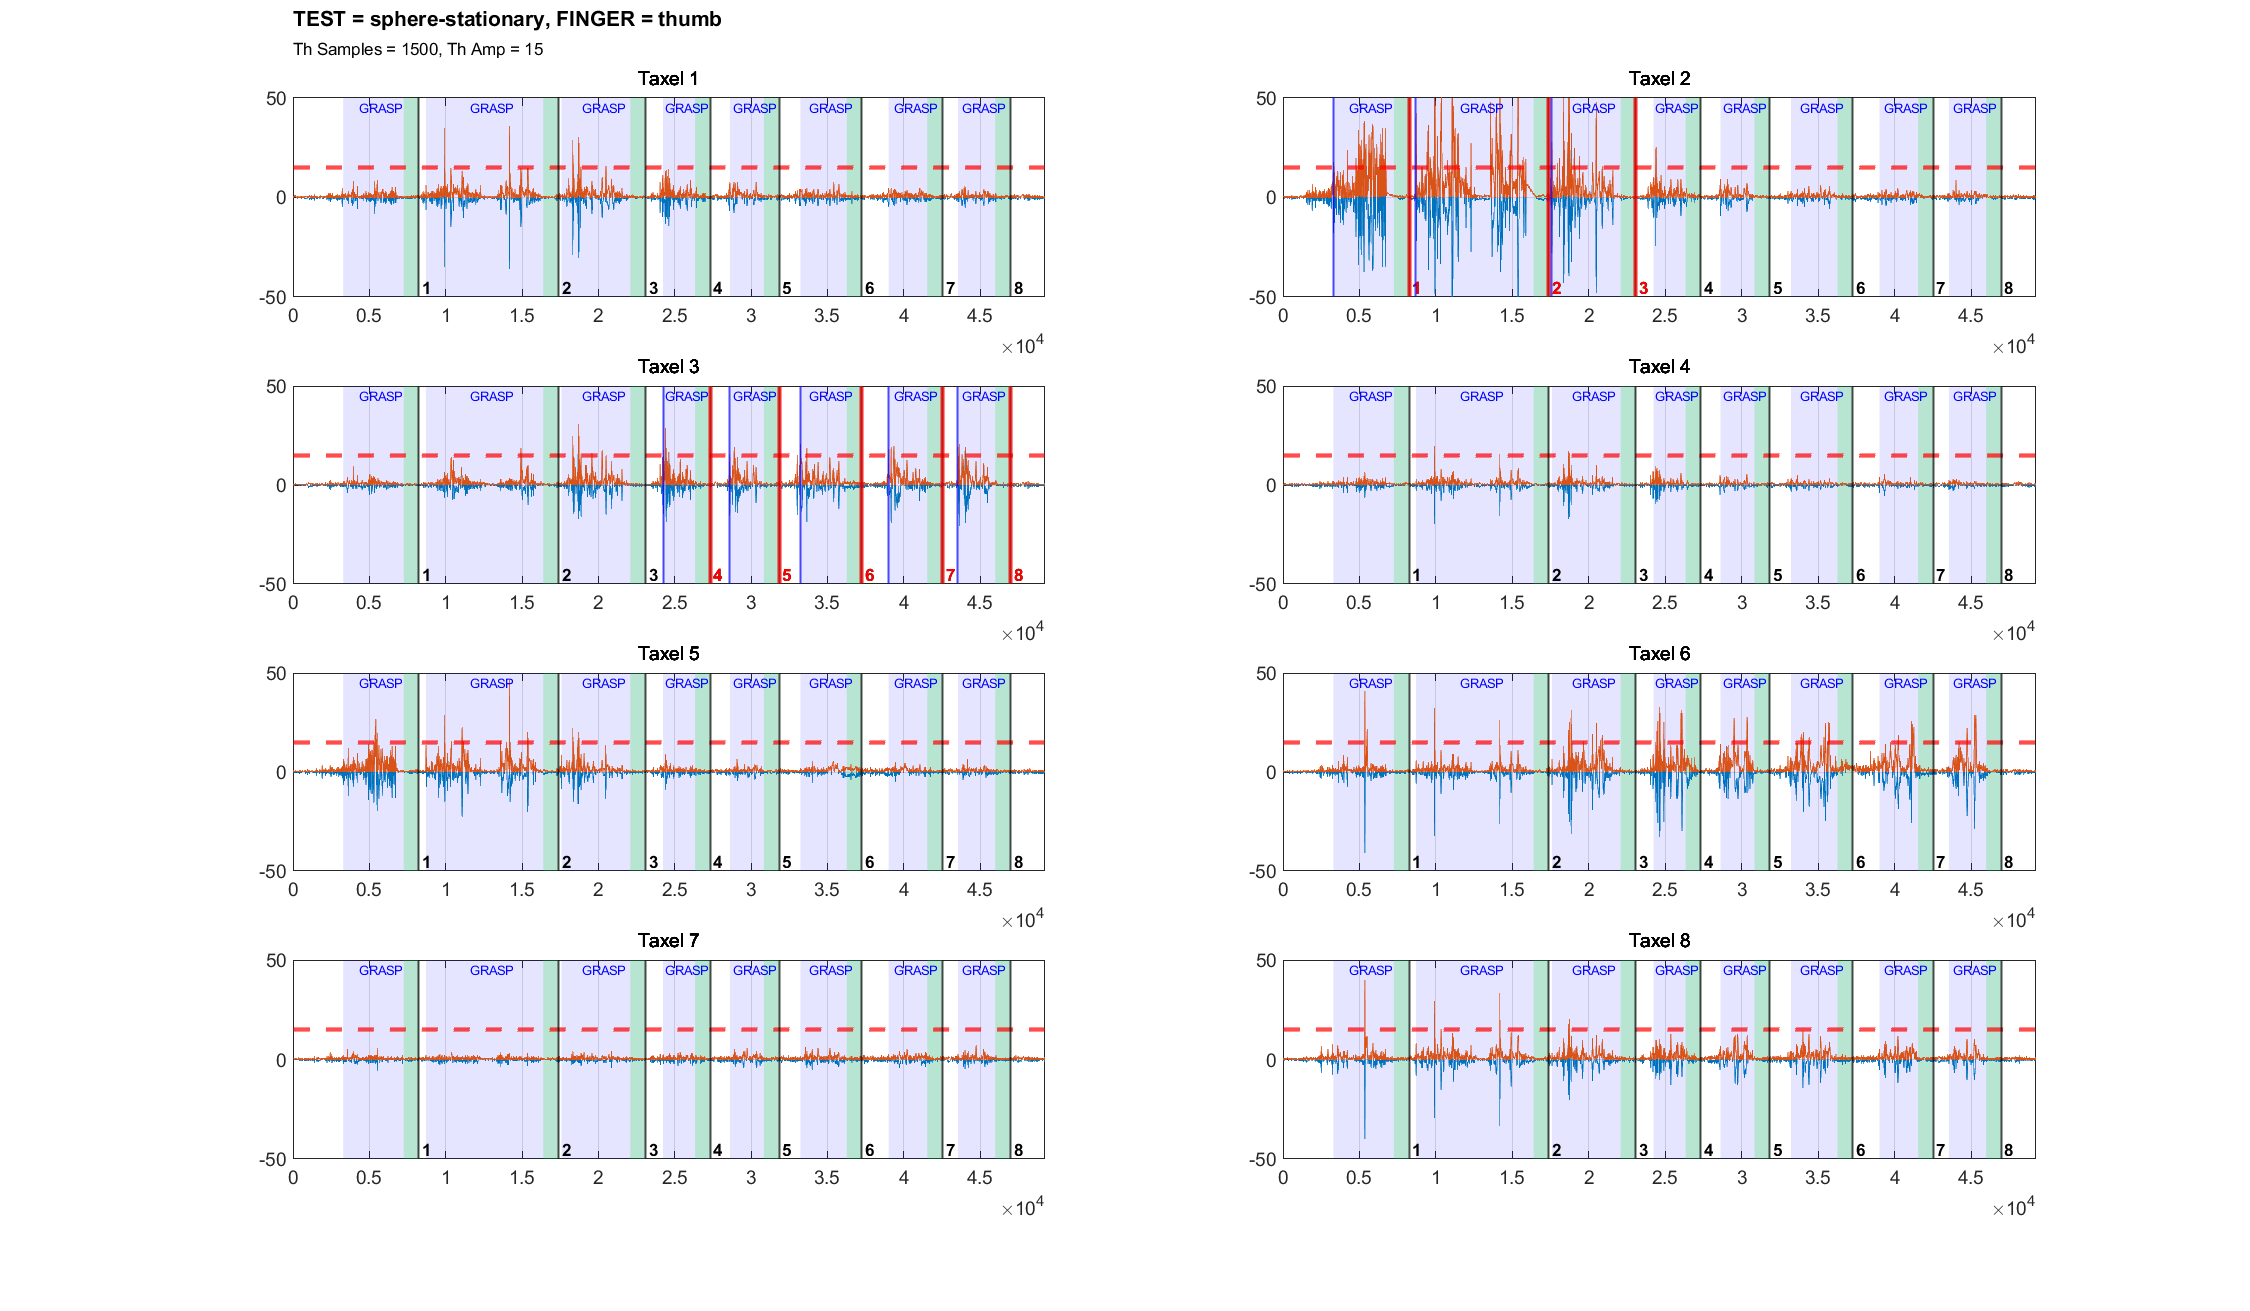 TEST = sphere-stationary, FINGER = thumb
Th Samples = 1500, Th Amp = 15
Taxel 1
50
0
-50
GRASP GRASP GRASP GRASP GRASP GRASP GRASP GRASP
1 2 3 4 5 6 7 8
0 0.5 1 1.5 2 2.5 3 3.5 4 4.5
×10^4
Taxel 2
50
0
-50
GRASP GRASP GRASP GRASP GRASP GRASP GRASP GRASP
1 2 3 4 5 6 7 8
0 0.5 1 1.5 2 2.5 3 3.5 4 4.5
×10^4
Taxel 3
50
0
-50
GRASP GRASP GRASP GRASP GRASP GRASP GRASP GRASP
1 2 3 4 5 6 7 8
0 0.5 1 1.5 2 2.5 3 3.5 4 4.5
×10^4
Taxel 4
50
0
-50
GRASP GRASP GRASP GRASP GRASP GRASP GRASP GRASP
1 2 3 4 5 6 7 8
0 0.5 1 1.5 2 2.5 3 3.5 4 4.5
×10^4
Taxel 5
50
0
-50
GRASP GRASP GRASP GRASP GRASP GRASP GRASP GRASP
1 2 3 4 5 6 7 8
0 0.5 1 1.5 2 2.5 3 3.5 4 4.5
×10^4
Taxel 6
50
0
-50
GRASP GRASP GRASP GRASP GRASP GRASP GRASP GRASP
1 2 3 4 5 6 7 8
0 0.5 1 1.5 2 2.5 3 3.5 4 4.5
×10^4
Taxel 7
50
0
-50
GRASP GRASP GRASP GRASP GRASP GRASP GRASP GRASP
1 2 3 4 5 6 7 8
0 0.5 1 1.5 2 2.5 3 3.5 4 4.5
×10^4
Taxel 8
50
0
-50
GRASP GRASP GRASP GRASP GRASP GRASP GRASP GRASP
1 2 3 4 5 6 7 8
0 0.5 1 1.5 2 2.5 3 3.5 4 4.5
×10^4